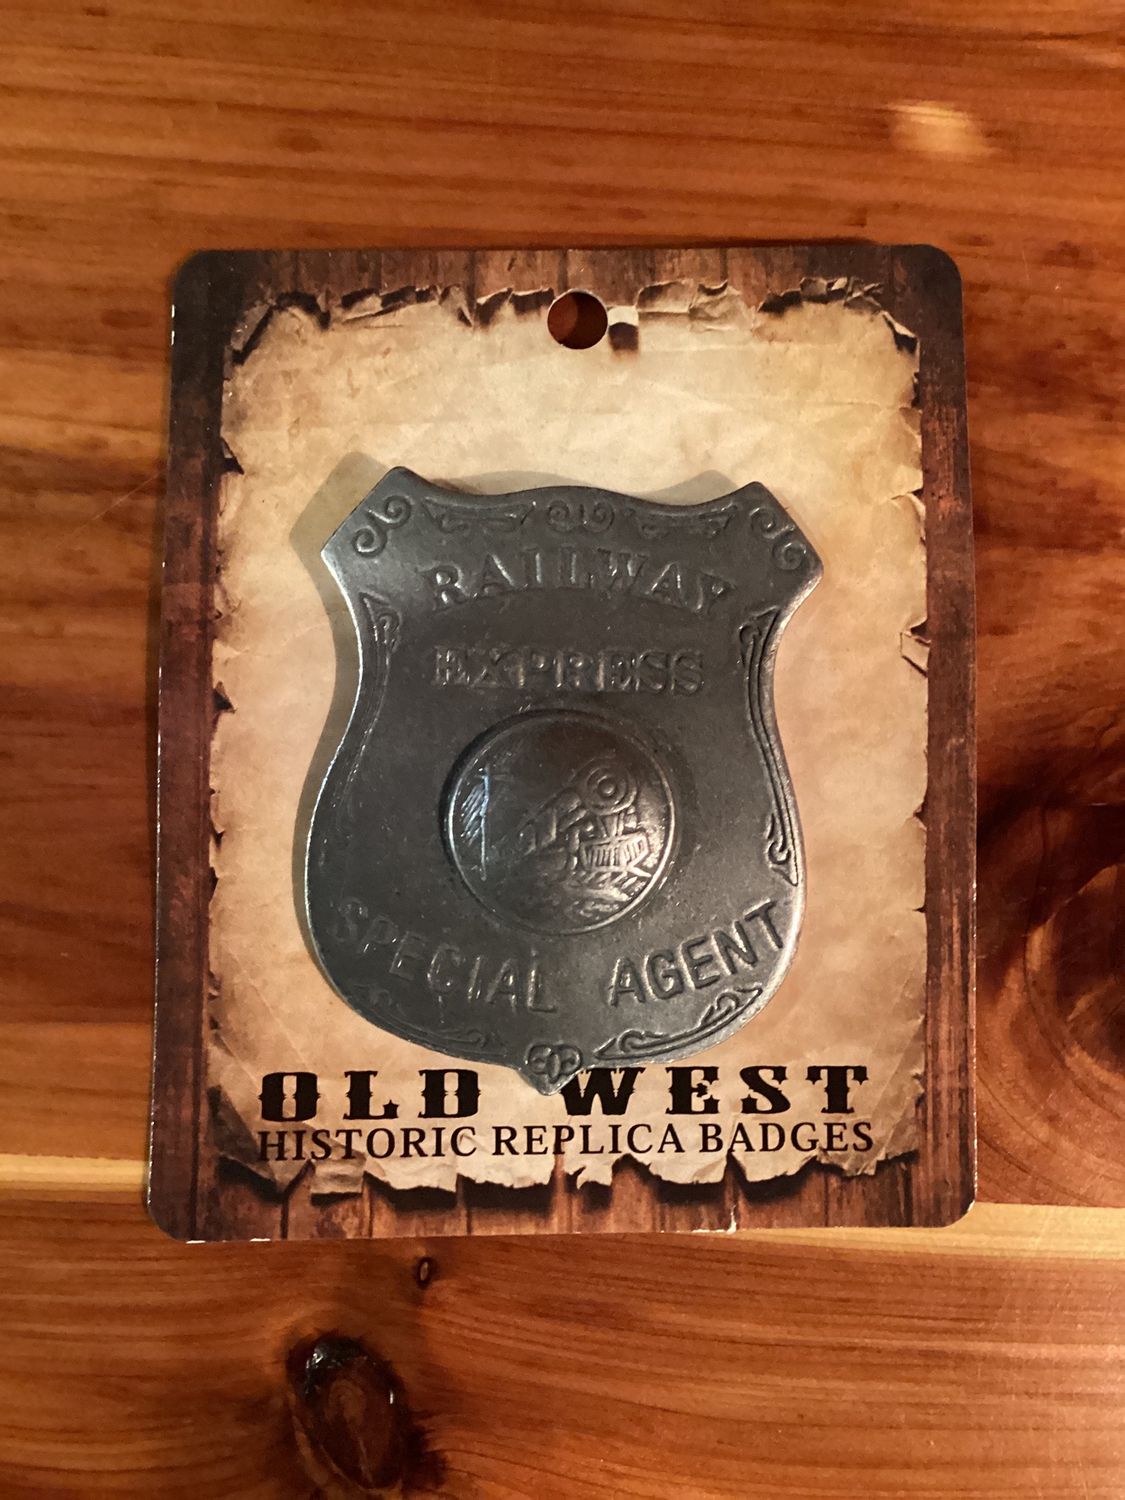 RAILWAY
EXPRESS
SPECIAL AGENT
OLD WEST
HISTORIC REPLICA BADGES